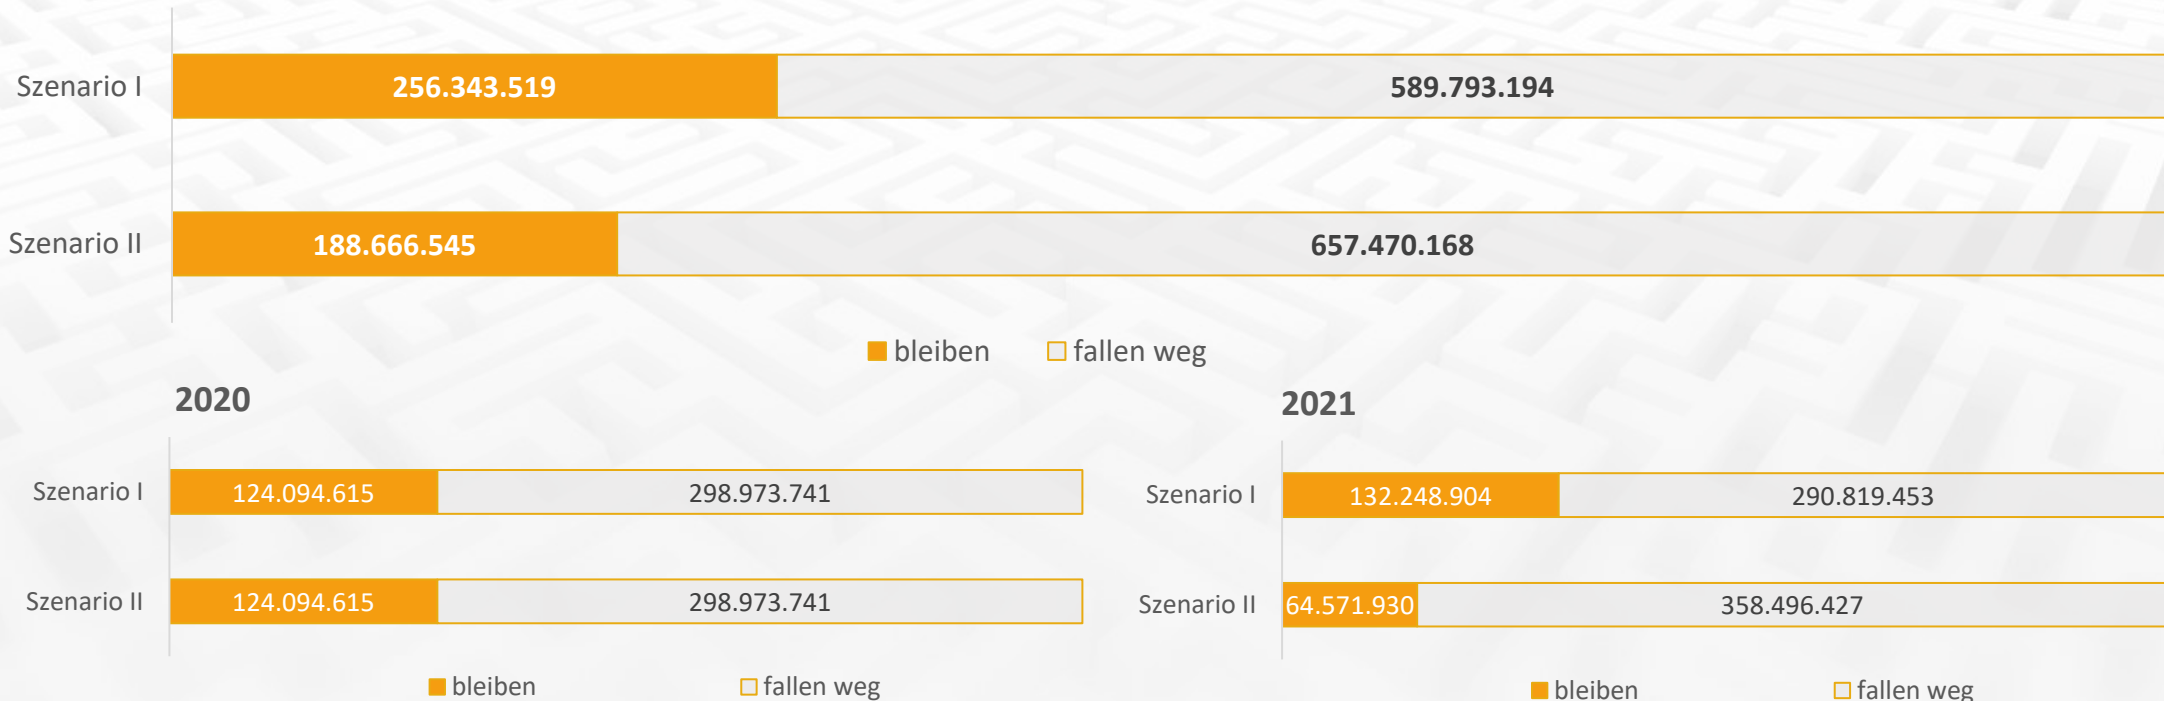 Szenario I 256.343.519 589.793.194
Szenario II 188.666.545 657.470.168
bleiben fallen weg
2020
Szenario I 124.094.615 298.973.741
Szenario II 124.094.615 298.973.741
bleiben fallen weg
2021
Szenario I 132.248.904 290.819.453
Szenario II 64.571.930 358.496.427
bleiben fallen weg